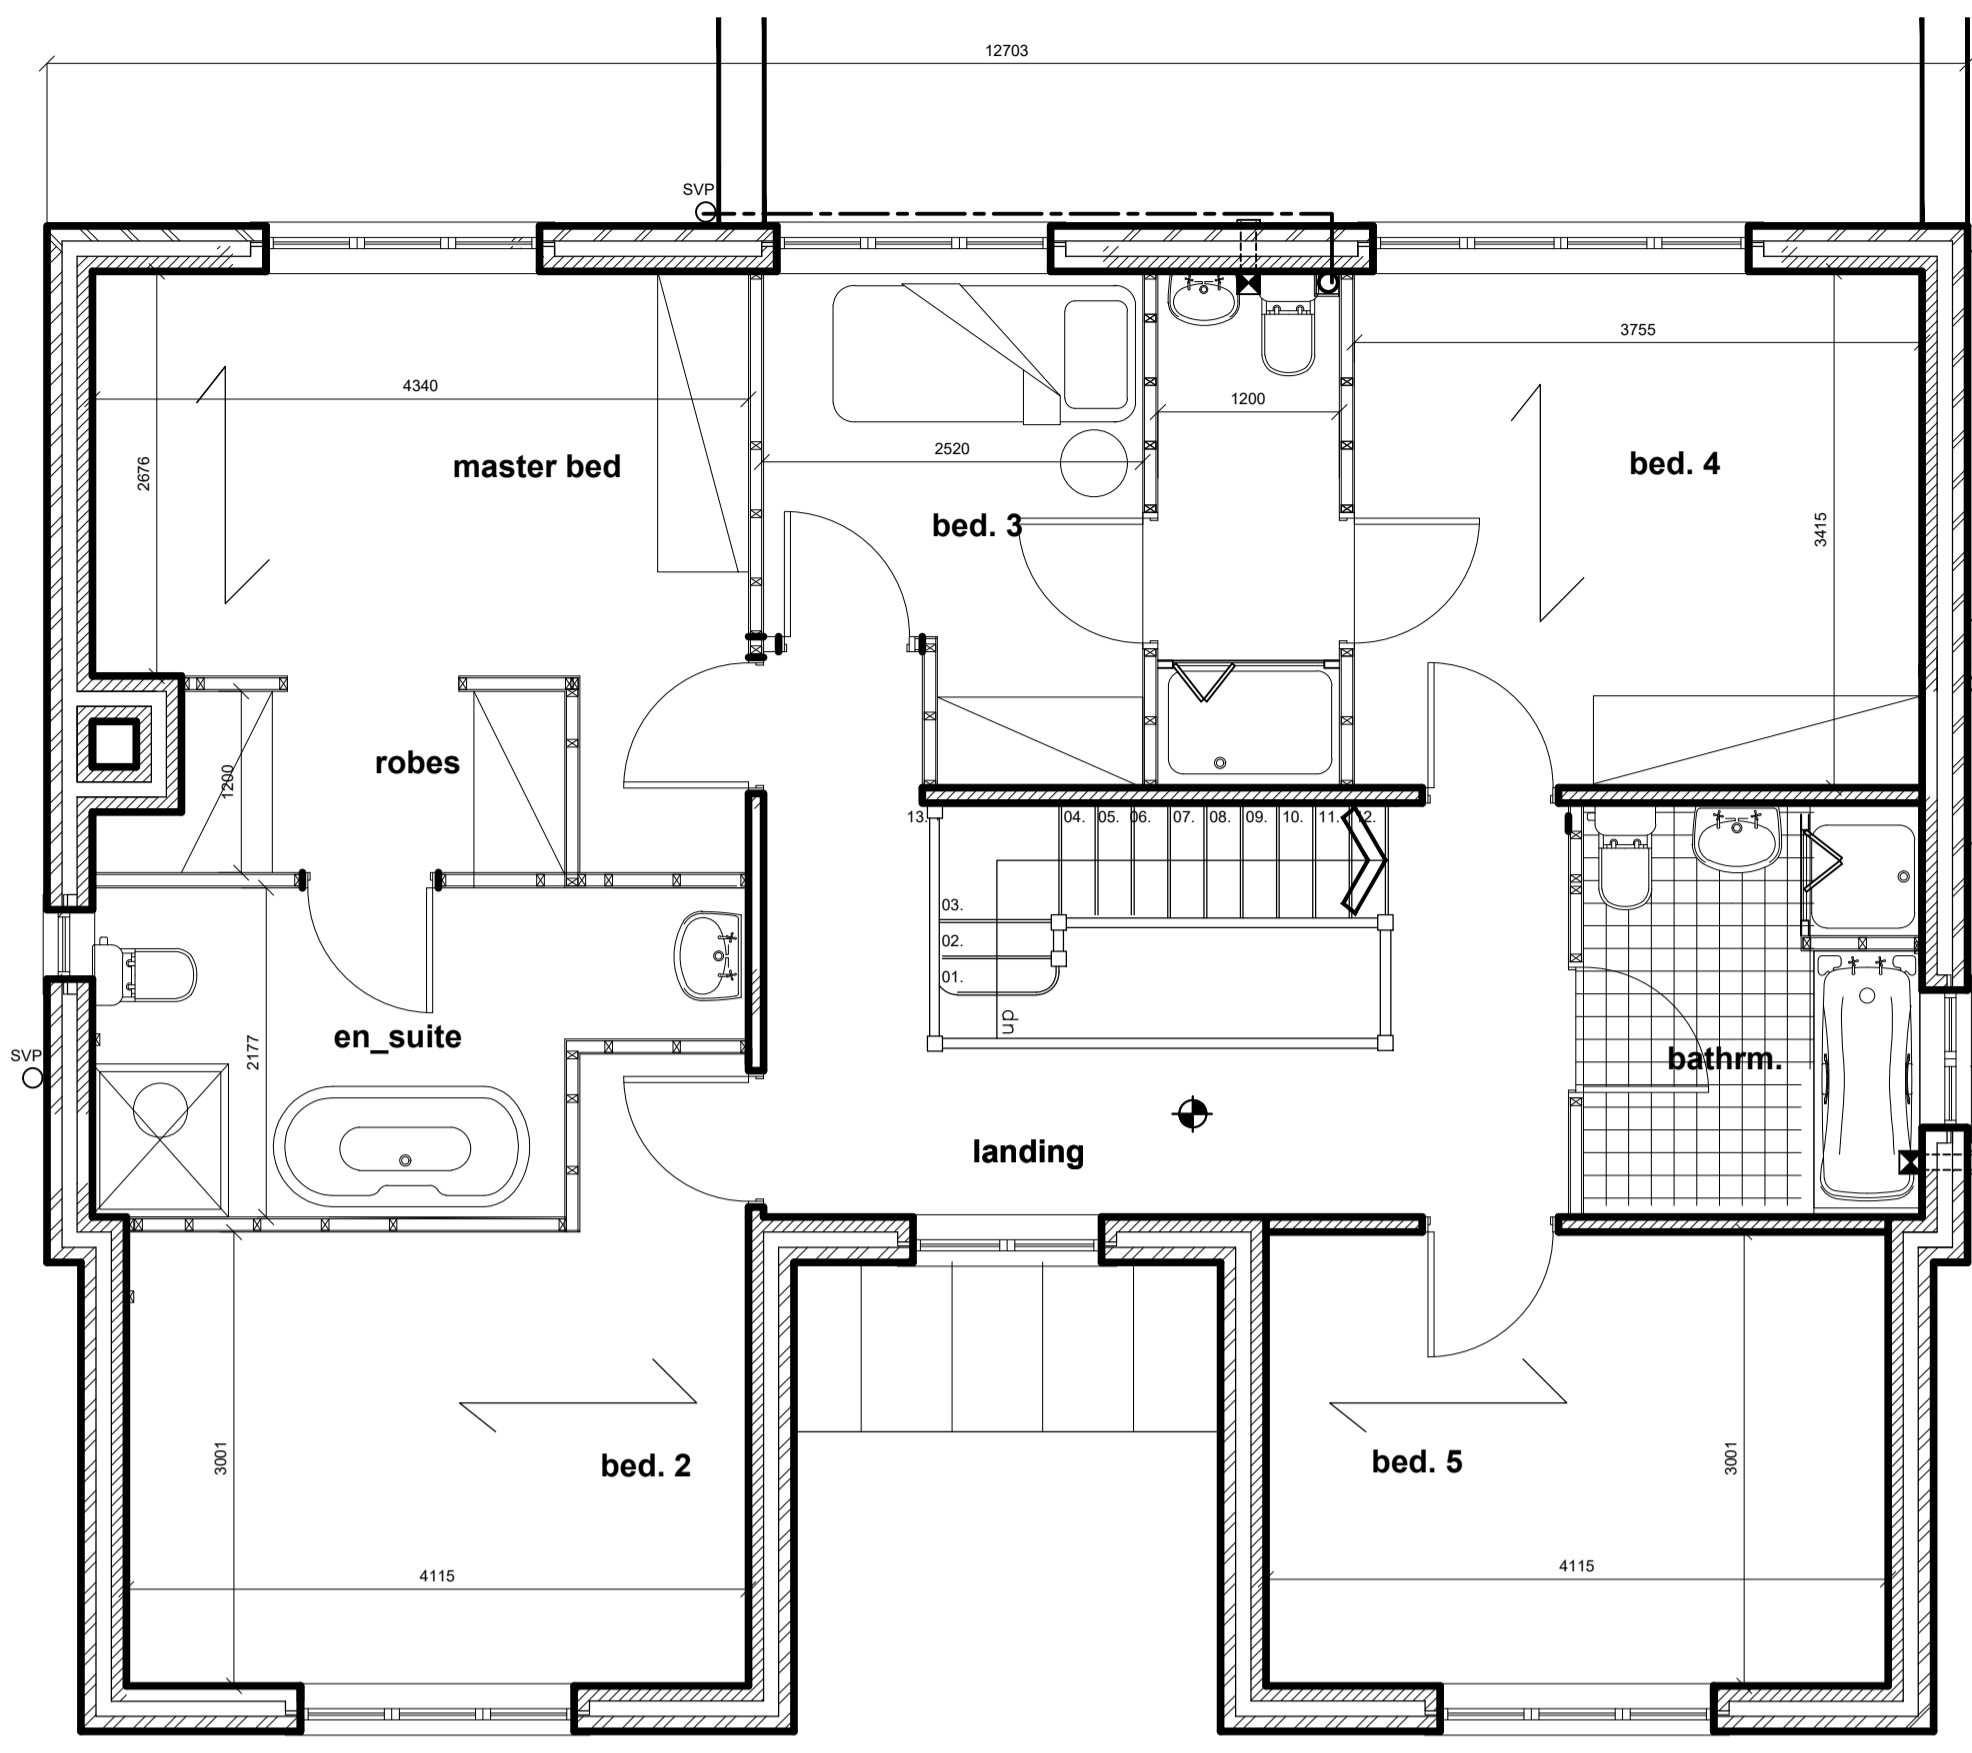 12703
SVP
3755
4340
1200
2520
2676
master bed
bed. 4
bed. 3
3415
robes
1200
13.
04.
05.
06.
07.
08.
09.
10.
11.
12.
03.
02.
01.
up
en_suite
2177
SVP
bathrm.
landing
3001
bed. 2
bed. 5
3001
4115
4115